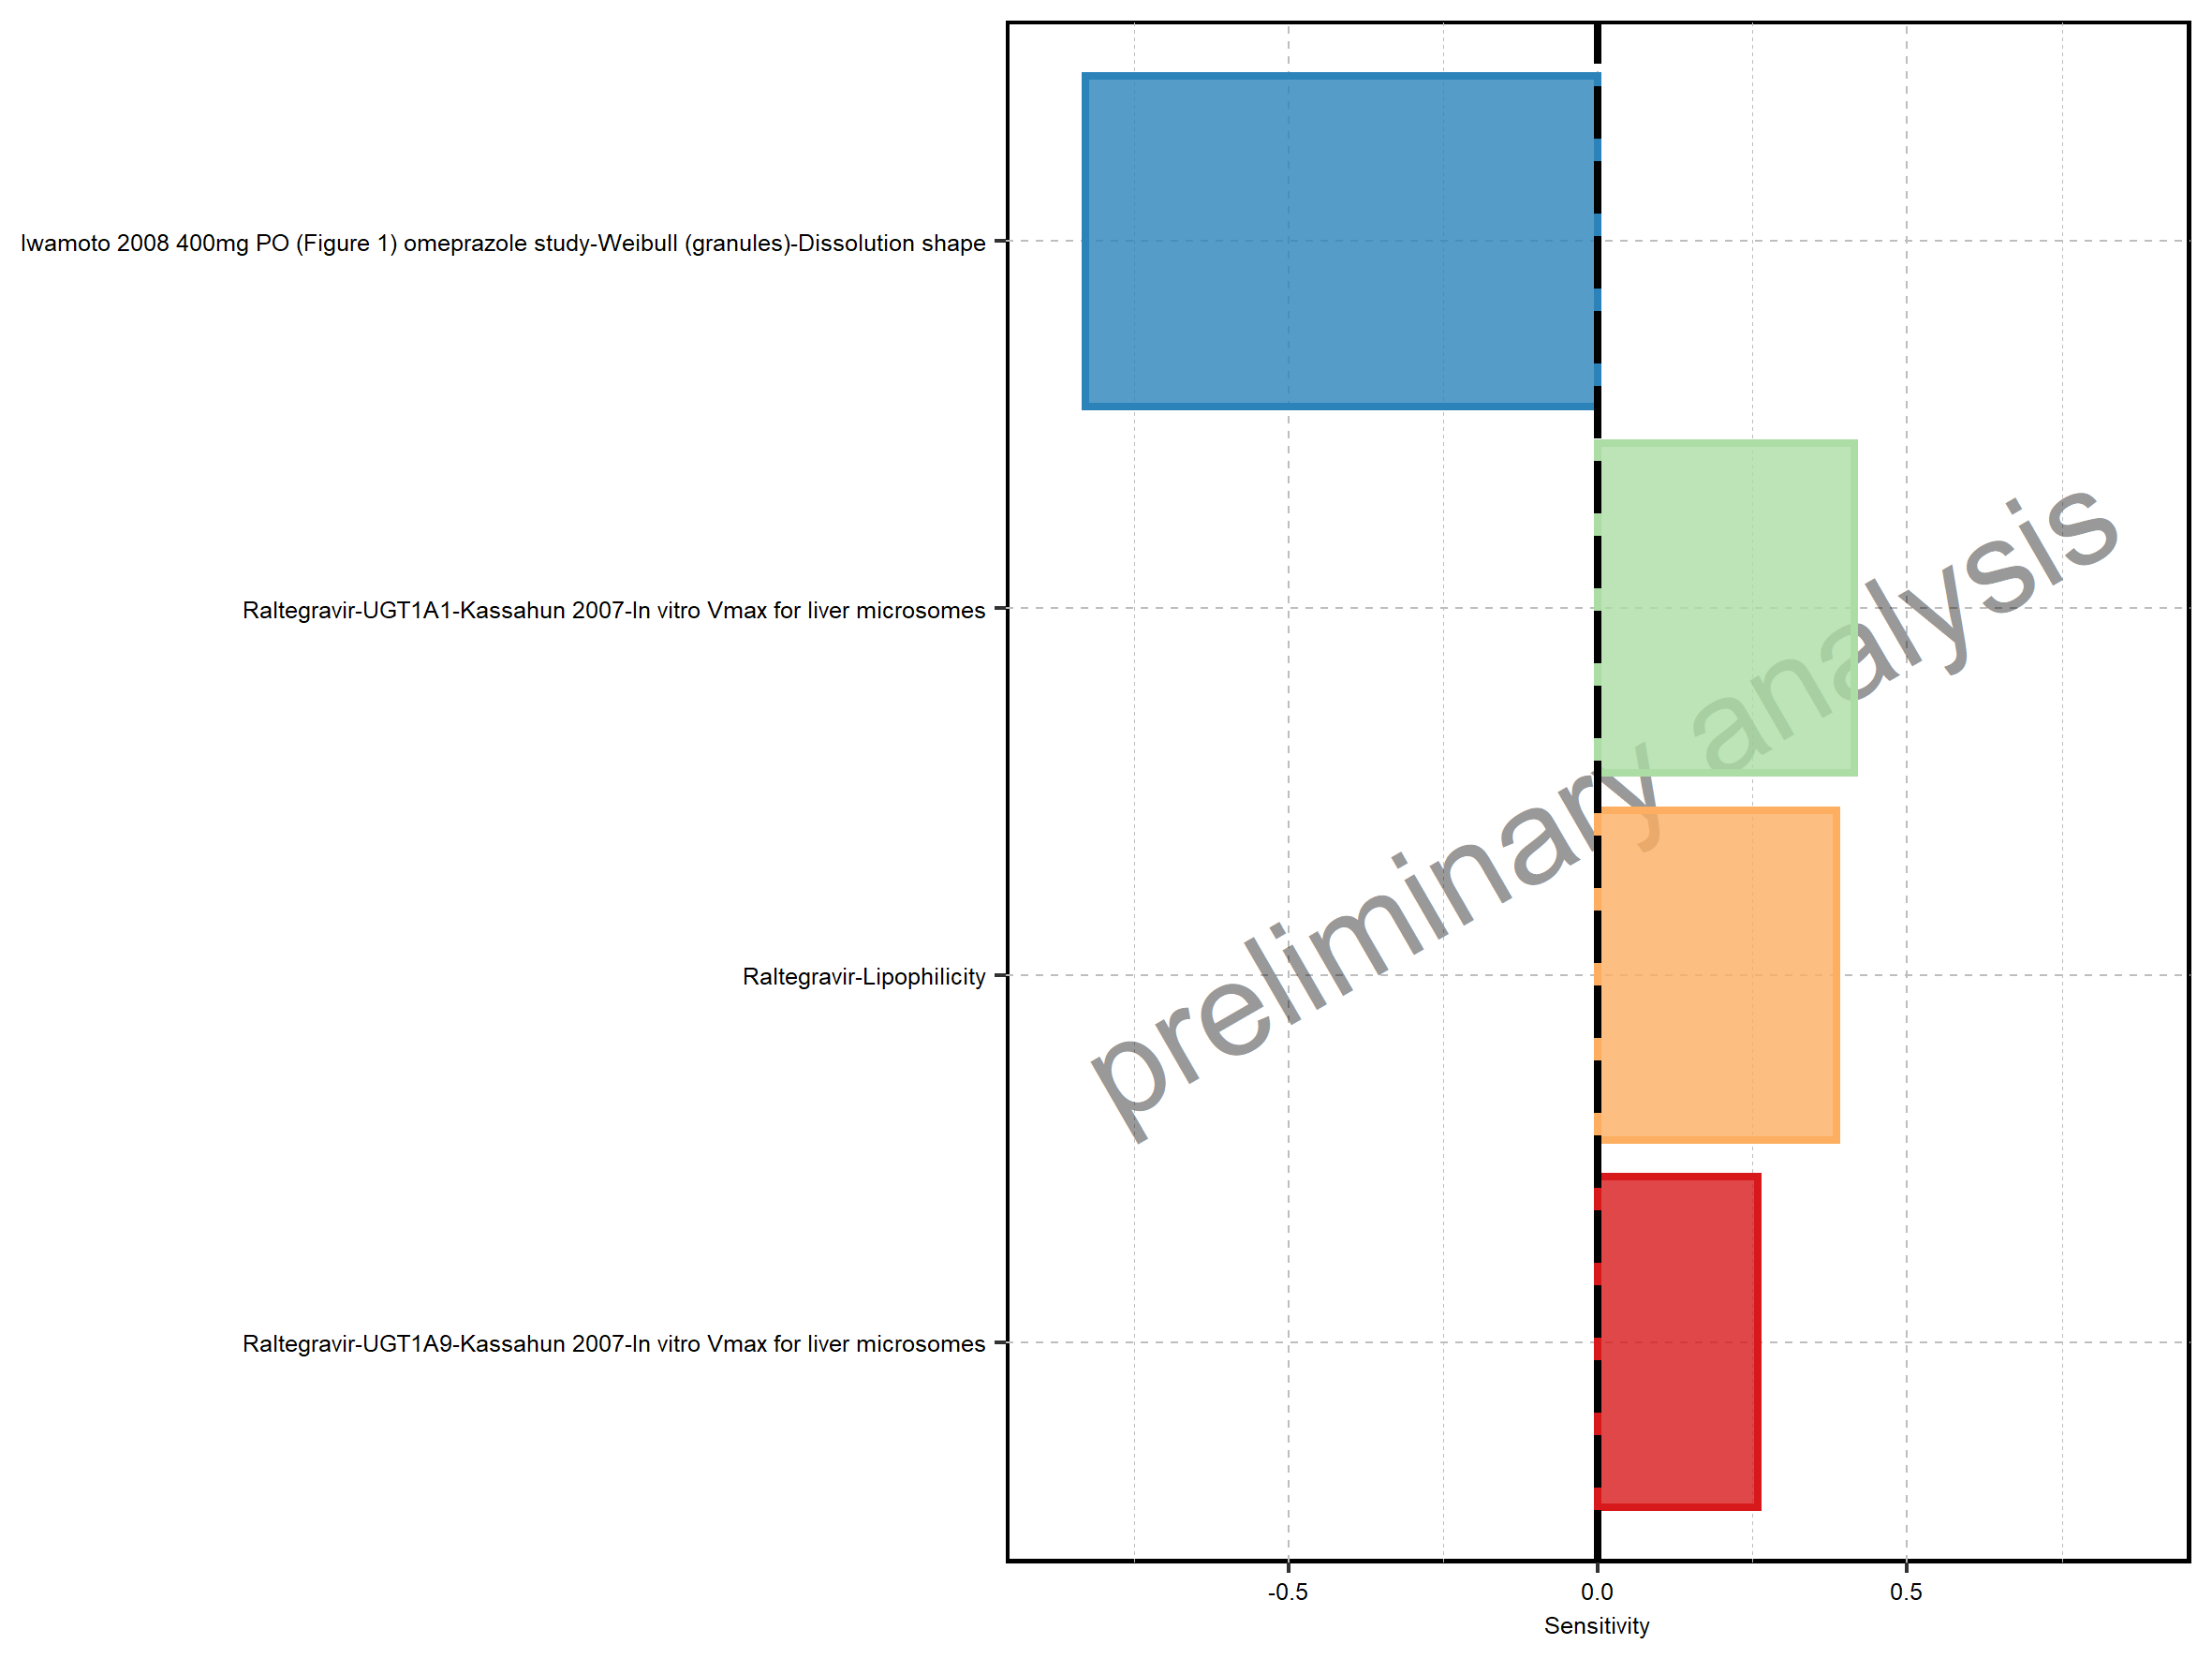 Iwamoto 2008 400mg PO (Figure 1) omeprazole study-Weibull (granules)-Dissolution shape
Raltegravir-UGT1A1-Kassahun 2007-In vitro Vmax for liver microsomes
Raltegravir-Lipophilicity
Raltegravir-UGT1A9-Kassahun 2007-In vitro Vmax for liver microsomes
preliminary analysis
-0.5 0.0 0.5
Sensitivity